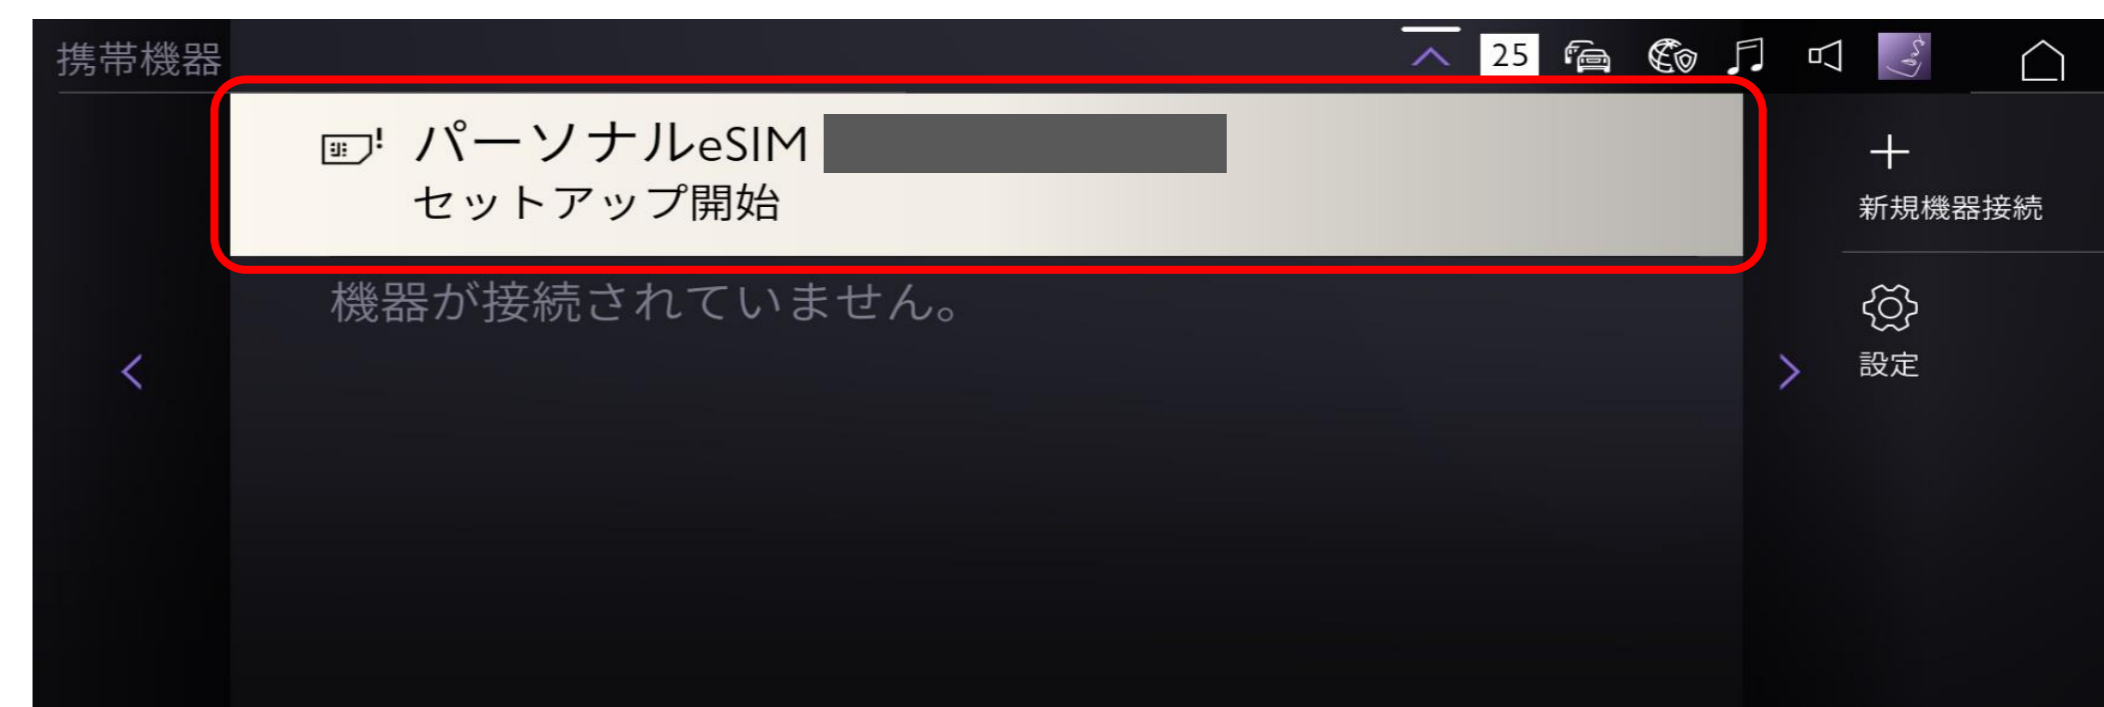 携帯機器
25
パーソナルeSIM
セットアップ開始
新規機器接続
機器が接続されていません。
設定